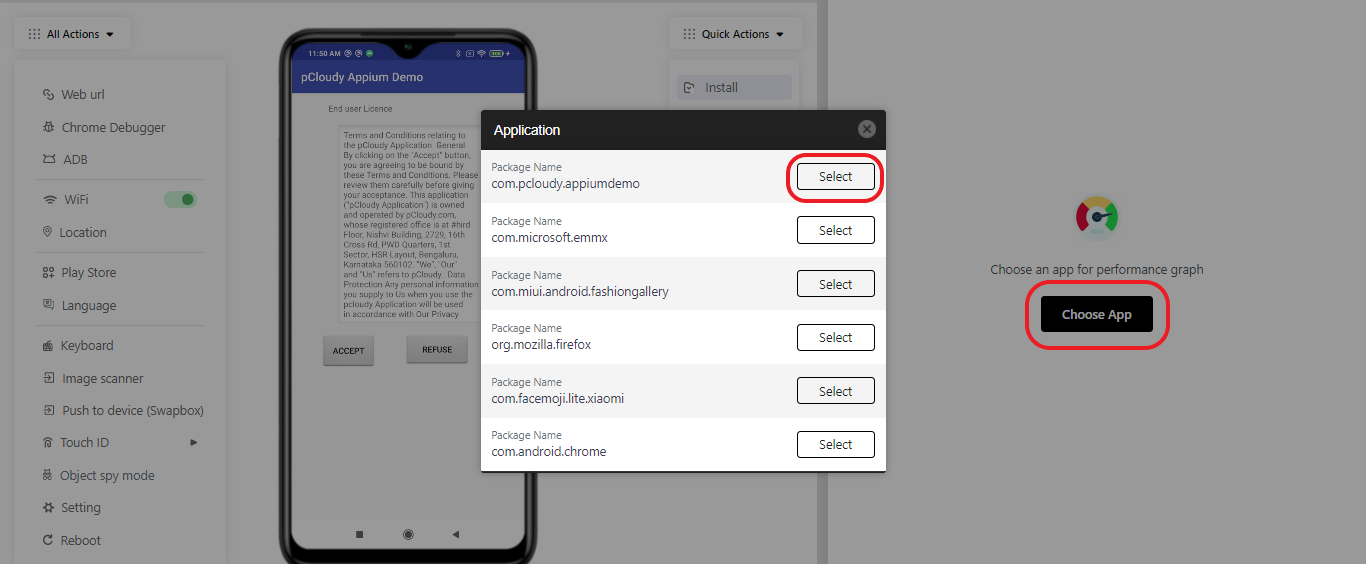 All Actions
Web url
Chrome Debugger
ADB
WiFi
Location
Play Store
Language
Keyboard
Image scanner
Push to device (Swapbox)
Touch ID
Object spy mode
Setting
Reboot
11:50 AM
pCloudy Appium Demo
End user Licence
Terms and Conditions relating to
the pCloudy Application General
By clicking on the "Accept" button,
you are agreeing to be bound by
these Terms and Conditions. Please
review them carefully before giving
your acceptance. This application
("pCloudy Application") is owned
and operated by pCloudy.com,
whose registered office is at #hird
Floor, Nishvi Building, 2729, 16th
Cross Rd, PWD Quarters, 1st
Sector, HSR Layout, Bengaluru,
Karnataka 560102. "We", "Our"
and "Us" refers to pCloudy. Data
Protection Any personal information
you supply to Us when you use the
pcloudy Application will be used
in accordance with Our Privacy
ACCEPT
REFUSE
Quick Actions
Install
Application
Package Name
com.pcloudy.appiumdemo
Select
Package Name
com.microsoft.emmx
Select
Package Name
com.miui.android.fashiongallery
Select
Package Name
org.mozilla.firefox
Select
Package Name
com.facemoji.lite.xiaomi
Select
Package Name
com.android.chrome
Select
Choose an app for performance graph
Choose App